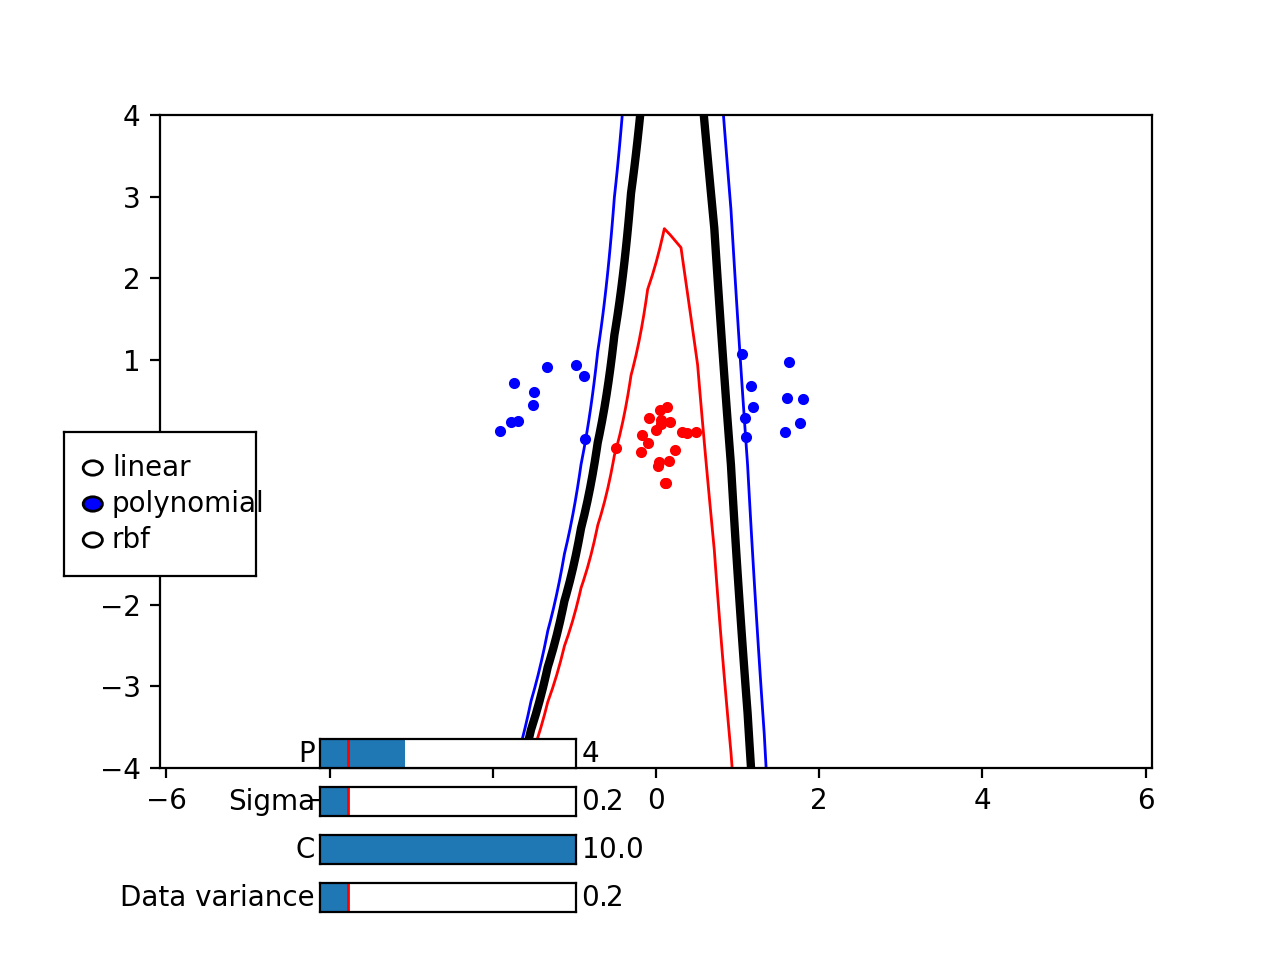 4
3
2
1
linear
polynomial
rbf
−2
−3
P 4
−4
−6 Sigma 0.2 0 2 4 6
C 10.0
Data variance 0.2